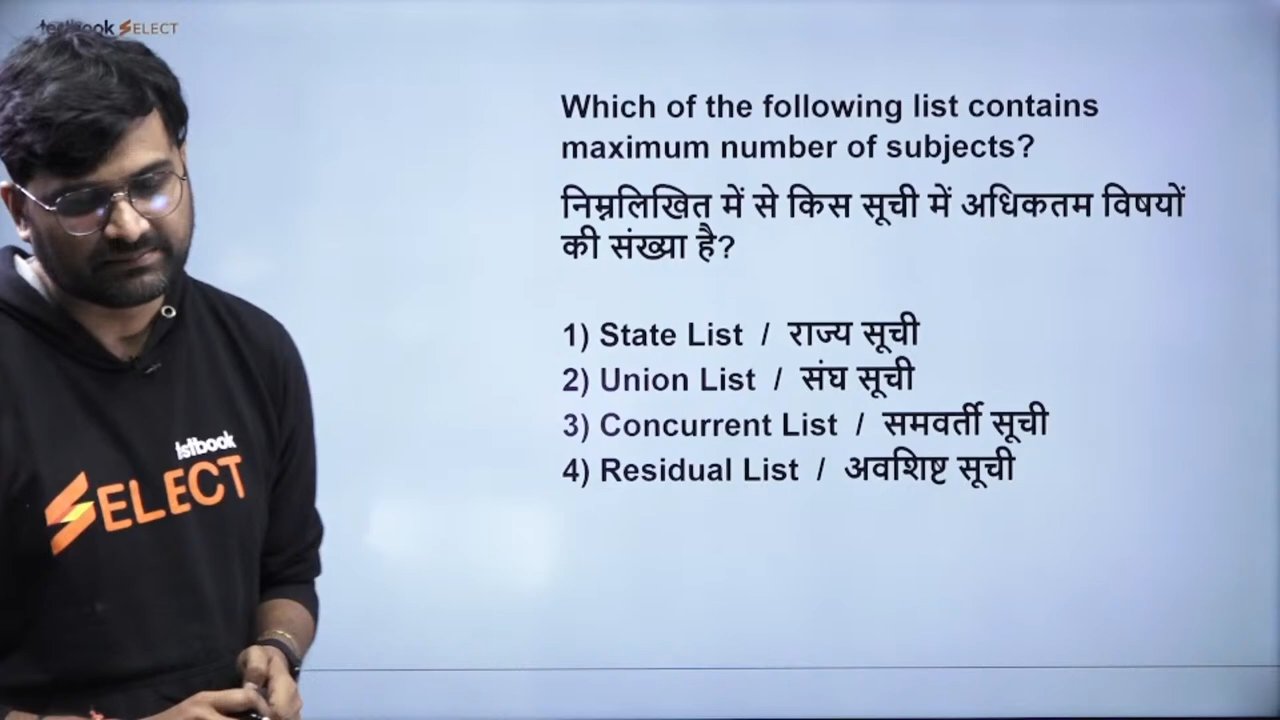 testbook SELECT
Which of the following list contains
maximum number of subjects?
निम्नलिखित में से किस सूची में अधिकतम विषयों
की संख्या है?
1) State List / राज्य सूची
2) Union List / संघ सूची
3) Concurrent List / समवर्ती सूची
4) Residual List / अवशिष्ट सूची
testbook
SELECT